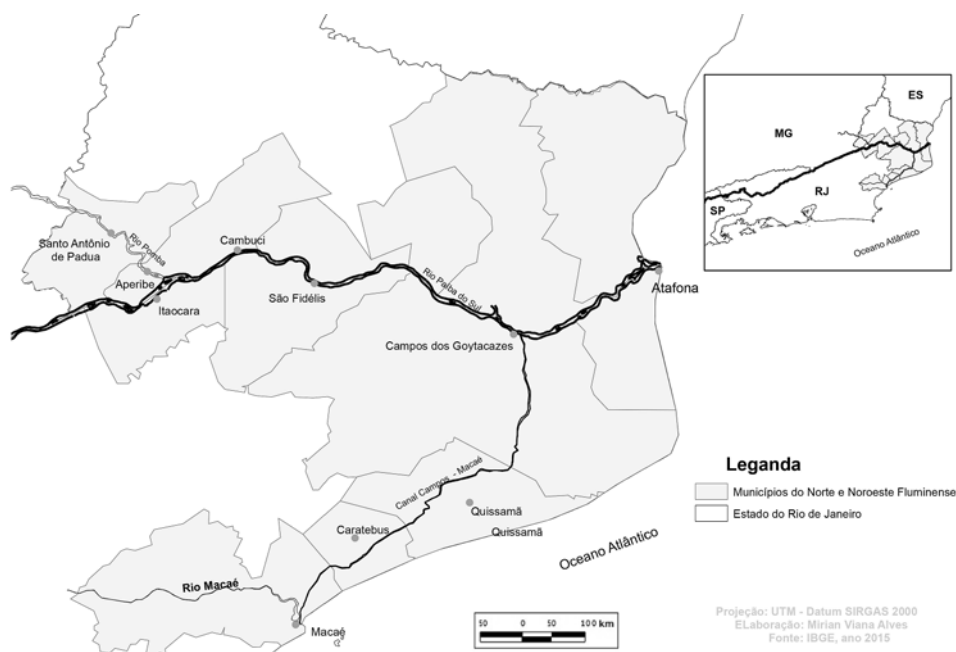 ES
MG
RJ
SP
Oceano Atlântico
Santo Antônio
de Padua
Rio Pomba
Cambuci
Aperibe
Itaocara
São Fidélis
Rio Paíba do Sul
Atafona
Campos dos Goytacazes
Canal Campos - Macaé
Quissamã
Quissamã
Caratebus
Oceano Atlântico
Rio Macaé
Macaé
Leganda
Municípios do Norte e Noroeste Fluminense
Estado do Rio de Janeiro
50 0 50 100 km
Projeção: UTM - Datum SIRGAS 2000
ELaboração: Mirian Viana Alves
Fonte: IBGE, ano 2015